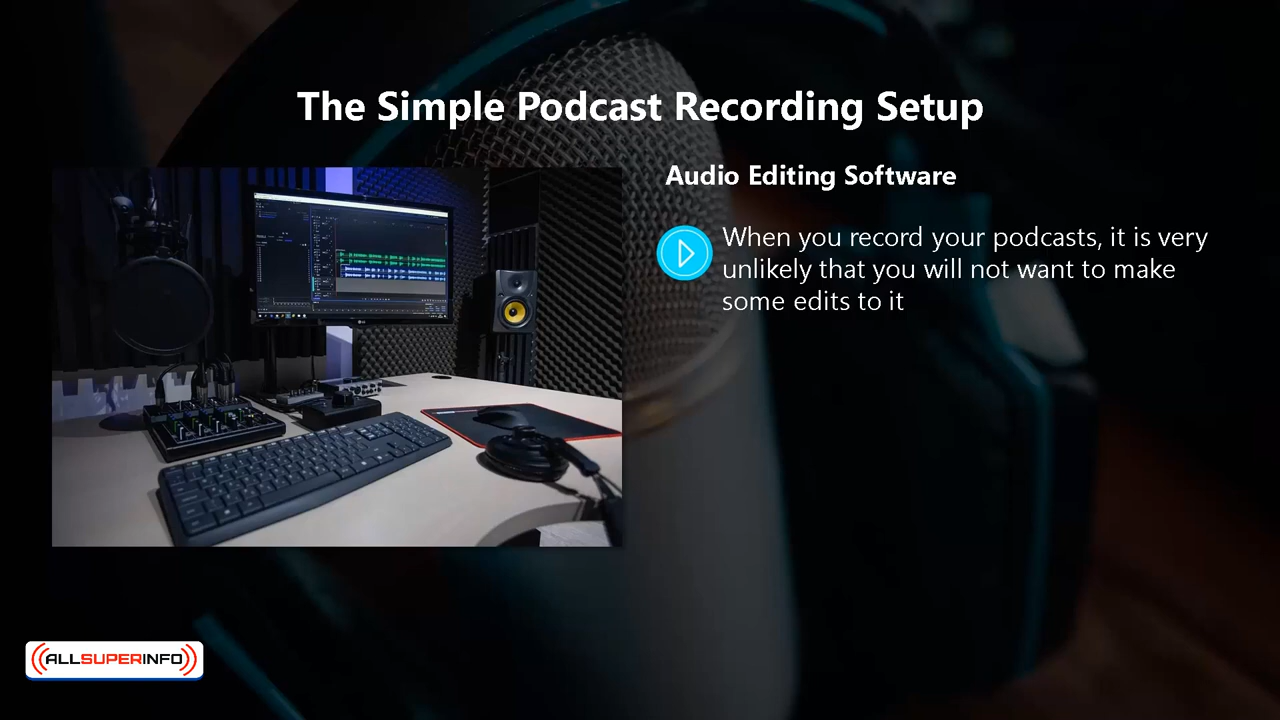 The Simple Podcast Recording Setup
Audio Editing Software
When you record your podcasts, it is very
unlikely that you will not want to make
some edits to it
ALLSUPERINFO